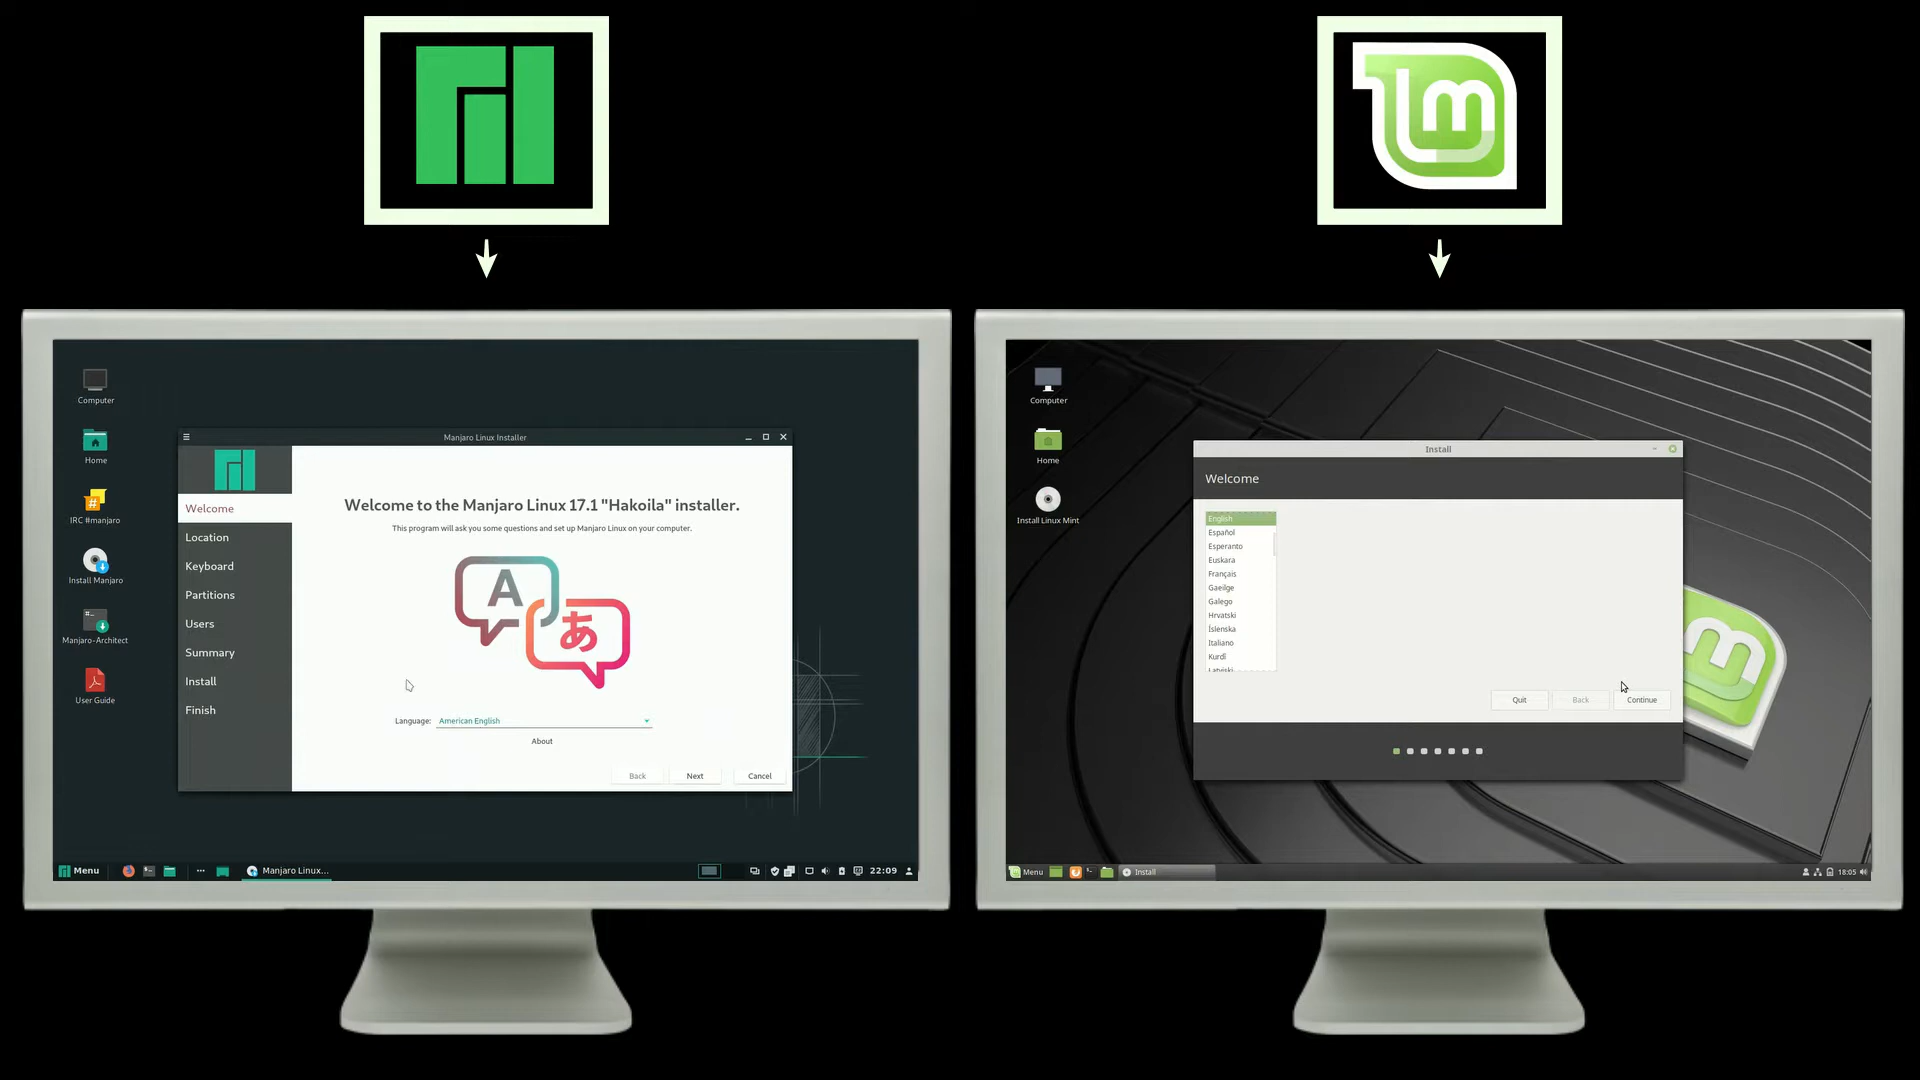 Computer
Home
IRC #manjaro
Install Manjaro
Manjaro-Architect
User Guide
Manjaro Linux Installer
Welcome
Location
Keyboard
Partitions
Users
Summary
Install
Finish
Welcome to the Manjaro Linux 17.1 "Hakoila" installer.
This program will ask you some questions and set up Manjaro Linux on your computer.
A
あ
Language: American English
About
Back Next Cancel
Menu
Manjaro Linux...
22:09
lm
Computer
Home
Install Linux Mint
Install
Welcome
English
Español
Esperanto
Euskara
Français
Gaeilge
Galego
Hrvatski
Íslenska
Italiano
Kurdî
Latviski
Quit Back Continue
m
Menu
Install
18:05